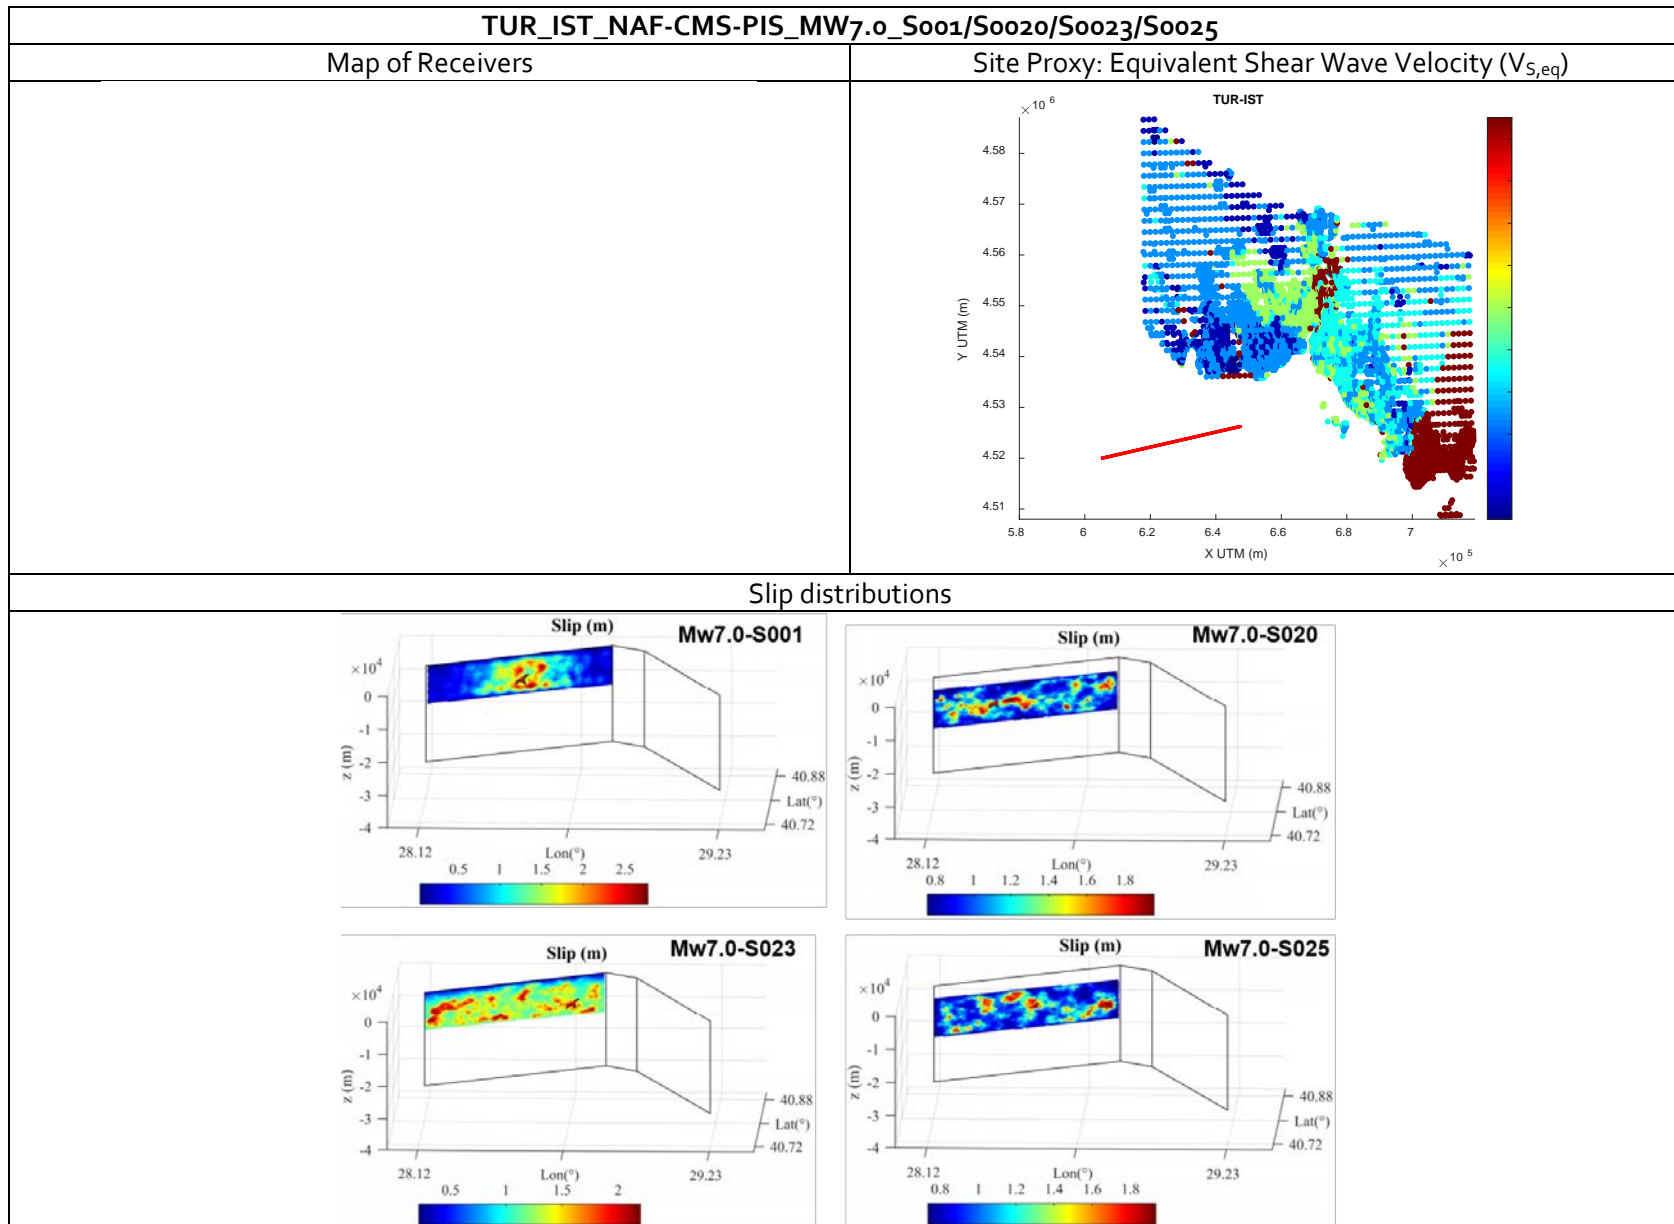 TUR_IST_NAF-CMS-PIS_MW7.0_S001/S0020/S0023/S0025
Map of Receivers
Site Proxy: Equivalent Shear Wave Velocity (VS,eq)
×10 6
TUR-IST
4.58
4.57
4.56
4.55
4.54
4.53
4.52
4.51
Y UTM (m)
5.8 6 6.2 6.4 6.6 6.8 7
X UTM (m)
×10 5
Slip distributions
Slip (m)
Mw7.0-S001
×10⁴
0
-1
-2
-3
-4
z (m)
40.88
Lat(°)
40.72
28.12
Lon(°)
29.23
0.5 1 1.5 2 2.5
Slip (m)
Mw7.0-S020
×10⁴
0
-1
-2
-3
-4
z (m)
40.88
Lat(°)
40.72
28.12
Lon(°)
29.23
0.8 1 1.2 1.4 1.6 1.8
Slip (m)
Mw7.0-S023
×10⁴
0
-1
-2
-3
-4
z (m)
40.88
Lat(°)
40.72
28.12
Lon(°)
29.23
0.5 1 1.5 2
Slip (m)
Mw7.0-S025
×10⁴
0
-1
-2
-3
-4
z (m)
40.88
Lat(°)
40.72
28.12
Lon(°)
29.23
0.8 1 1.2 1.4 1.6 1.8